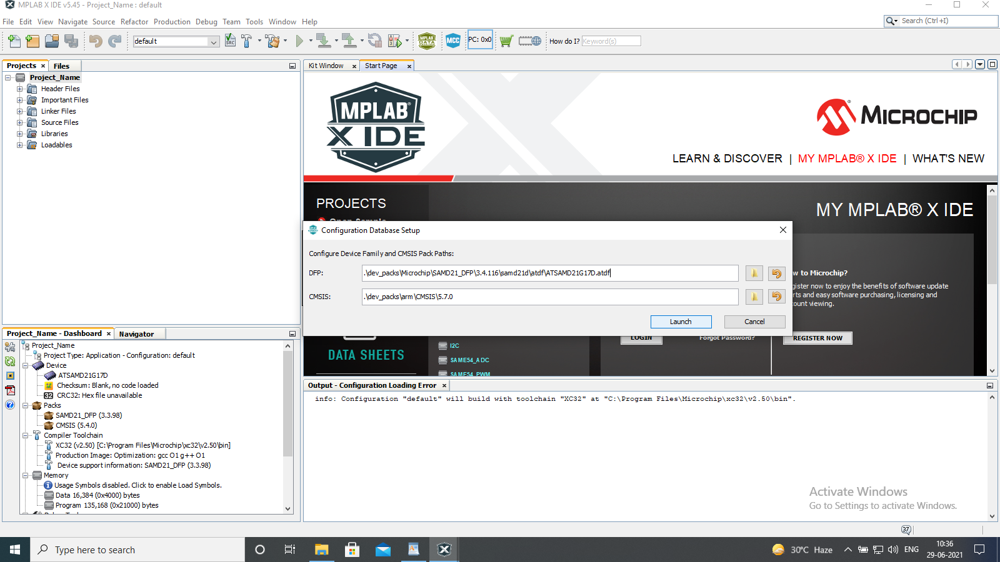 MPLAB X IDE v5.45 - Project_Name : default
File Edit View Navigate Source Refactor Production Debug Team Tools Window Help
Search (Ctrl+I)
default
SRC
MPLAB
DATA
MCC
PC: 0x0
How do I? Keyword(s)
Projects
Files
Project_Name
Header Files
Important Files
Linker Files
Source Files
Libraries
Loadables
Kit Window
Start Page
MPLAB®
X IDE
MICROCHIP
LEARN & DISCOVER | MY MPLAB® X IDE | WHAT'S NEW
PROJECTS
MY MPLAB® X IDE
Configuration Database Setup
Configure Device Family and CMSIS Pack Paths:
DFP: .\dev_packs\Microchip\SAMD21_DFP\3.4.116\samd21d\atdf\ATSAMD21G17D.atdf
CMSIS: .\dev_packs\arm\CMSIS\5.7.0
Launch
Cancel
w to Microchip?
gister now to enjoy the benefits of software update
rts and easy software purchasing, licensing and
ount viewing.
LOGIN
Forgot Password?
REGISTER NOW
DATA SHEETS
I2C
SAME54_ADC
SAME54_PWM
Project_Name - Dashboard
Navigator
Project_Name
Project Type: Application - Configuration: default
Device
ATSAMD21G17D
Checksum: Blank, no code loaded
CRC32: Hex file unavailable
Packs
SAMD21_DFP (3.3.98)
CMSIS (5.4.0)
Compiler Toolchain
XC32 (v2.50) [C:\Program Files\Microchip\xc32\v2.50\bin]
Production Image: Optimization: gcc O1 g++ O1
Device support information: SAMD21_DFP (3.3.98)
Memory
Usage Symbols disabled. Click to enable Load Symbols.
Data 16,384 (0x4000) bytes
Program 135,168 (0x21000) bytes
Output - Configuration Loading Error
info: Configuration "default" will build with toolchain "XC32" at "C:\Program Files\Microchip\xc32\v2.50\bin".
Activate Windows
Go to Settings to activate Windows.
37
Type here to search
30°C Haze
ENG
10:36
29-06-2021